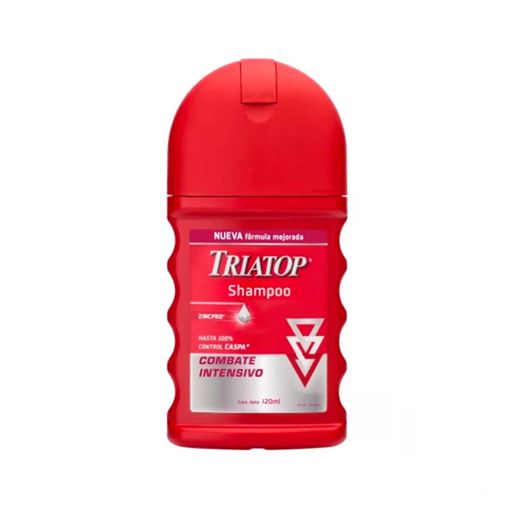 NUEVA fórmula mejorada
TRIATOP®
Shampoo
ZINCPRO®
HASTA 100%
CONTROL CASPA*
COMBATE
INTENSIVO
Cont. Neto 120ml